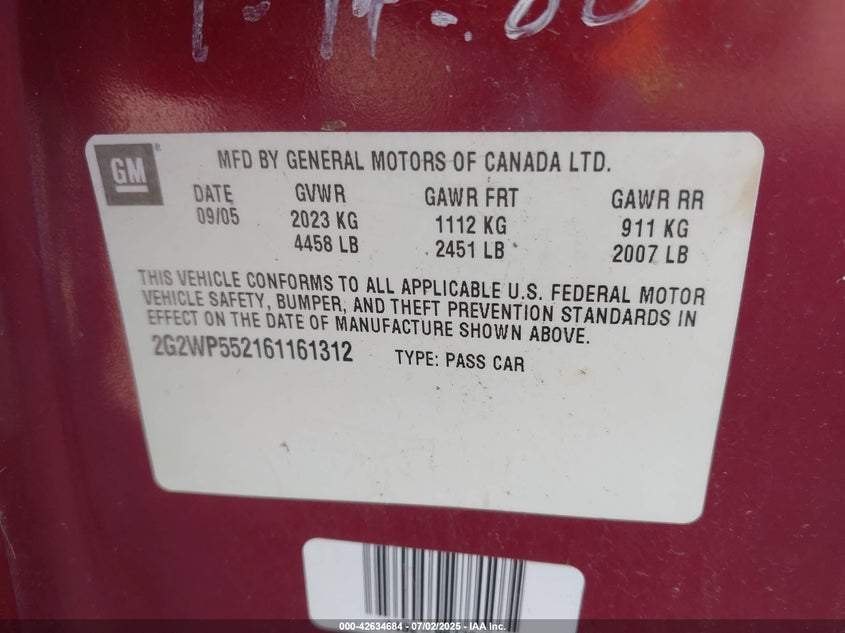 GM
MFD BY GENERAL MOTORS OF CANADA LTD.
DATE GVWR GAWR FRT GAWR RR
09/05 2023 KG 1112 KG 911 KG
4458 LB 2451 LB 2007 LB
THIS VEHICLE CONFORMS TO ALL APPLICABLE U.S. FEDERAL MOTOR
VEHICLE SAFETY, BUMPER, AND THEFT PREVENTION STANDARDS IN
EFFECT ON THE DATE OF MANUFACTURE SHOWN ABOVE.
2G2WP552161161312 TYPE: PASS CAR
000-42634684 / 07/02/2025 - IAA Inc.